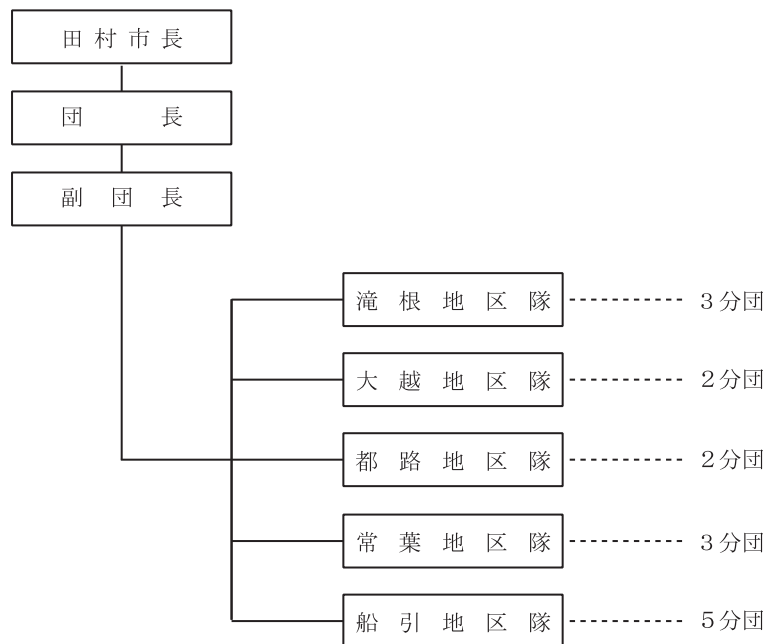 田村市長
団長
副団長
滝根地区隊 3分団
大越地区隊 2分団
都路地区隊 2分団
常葉地区隊 3分団
船引地区隊 5分団